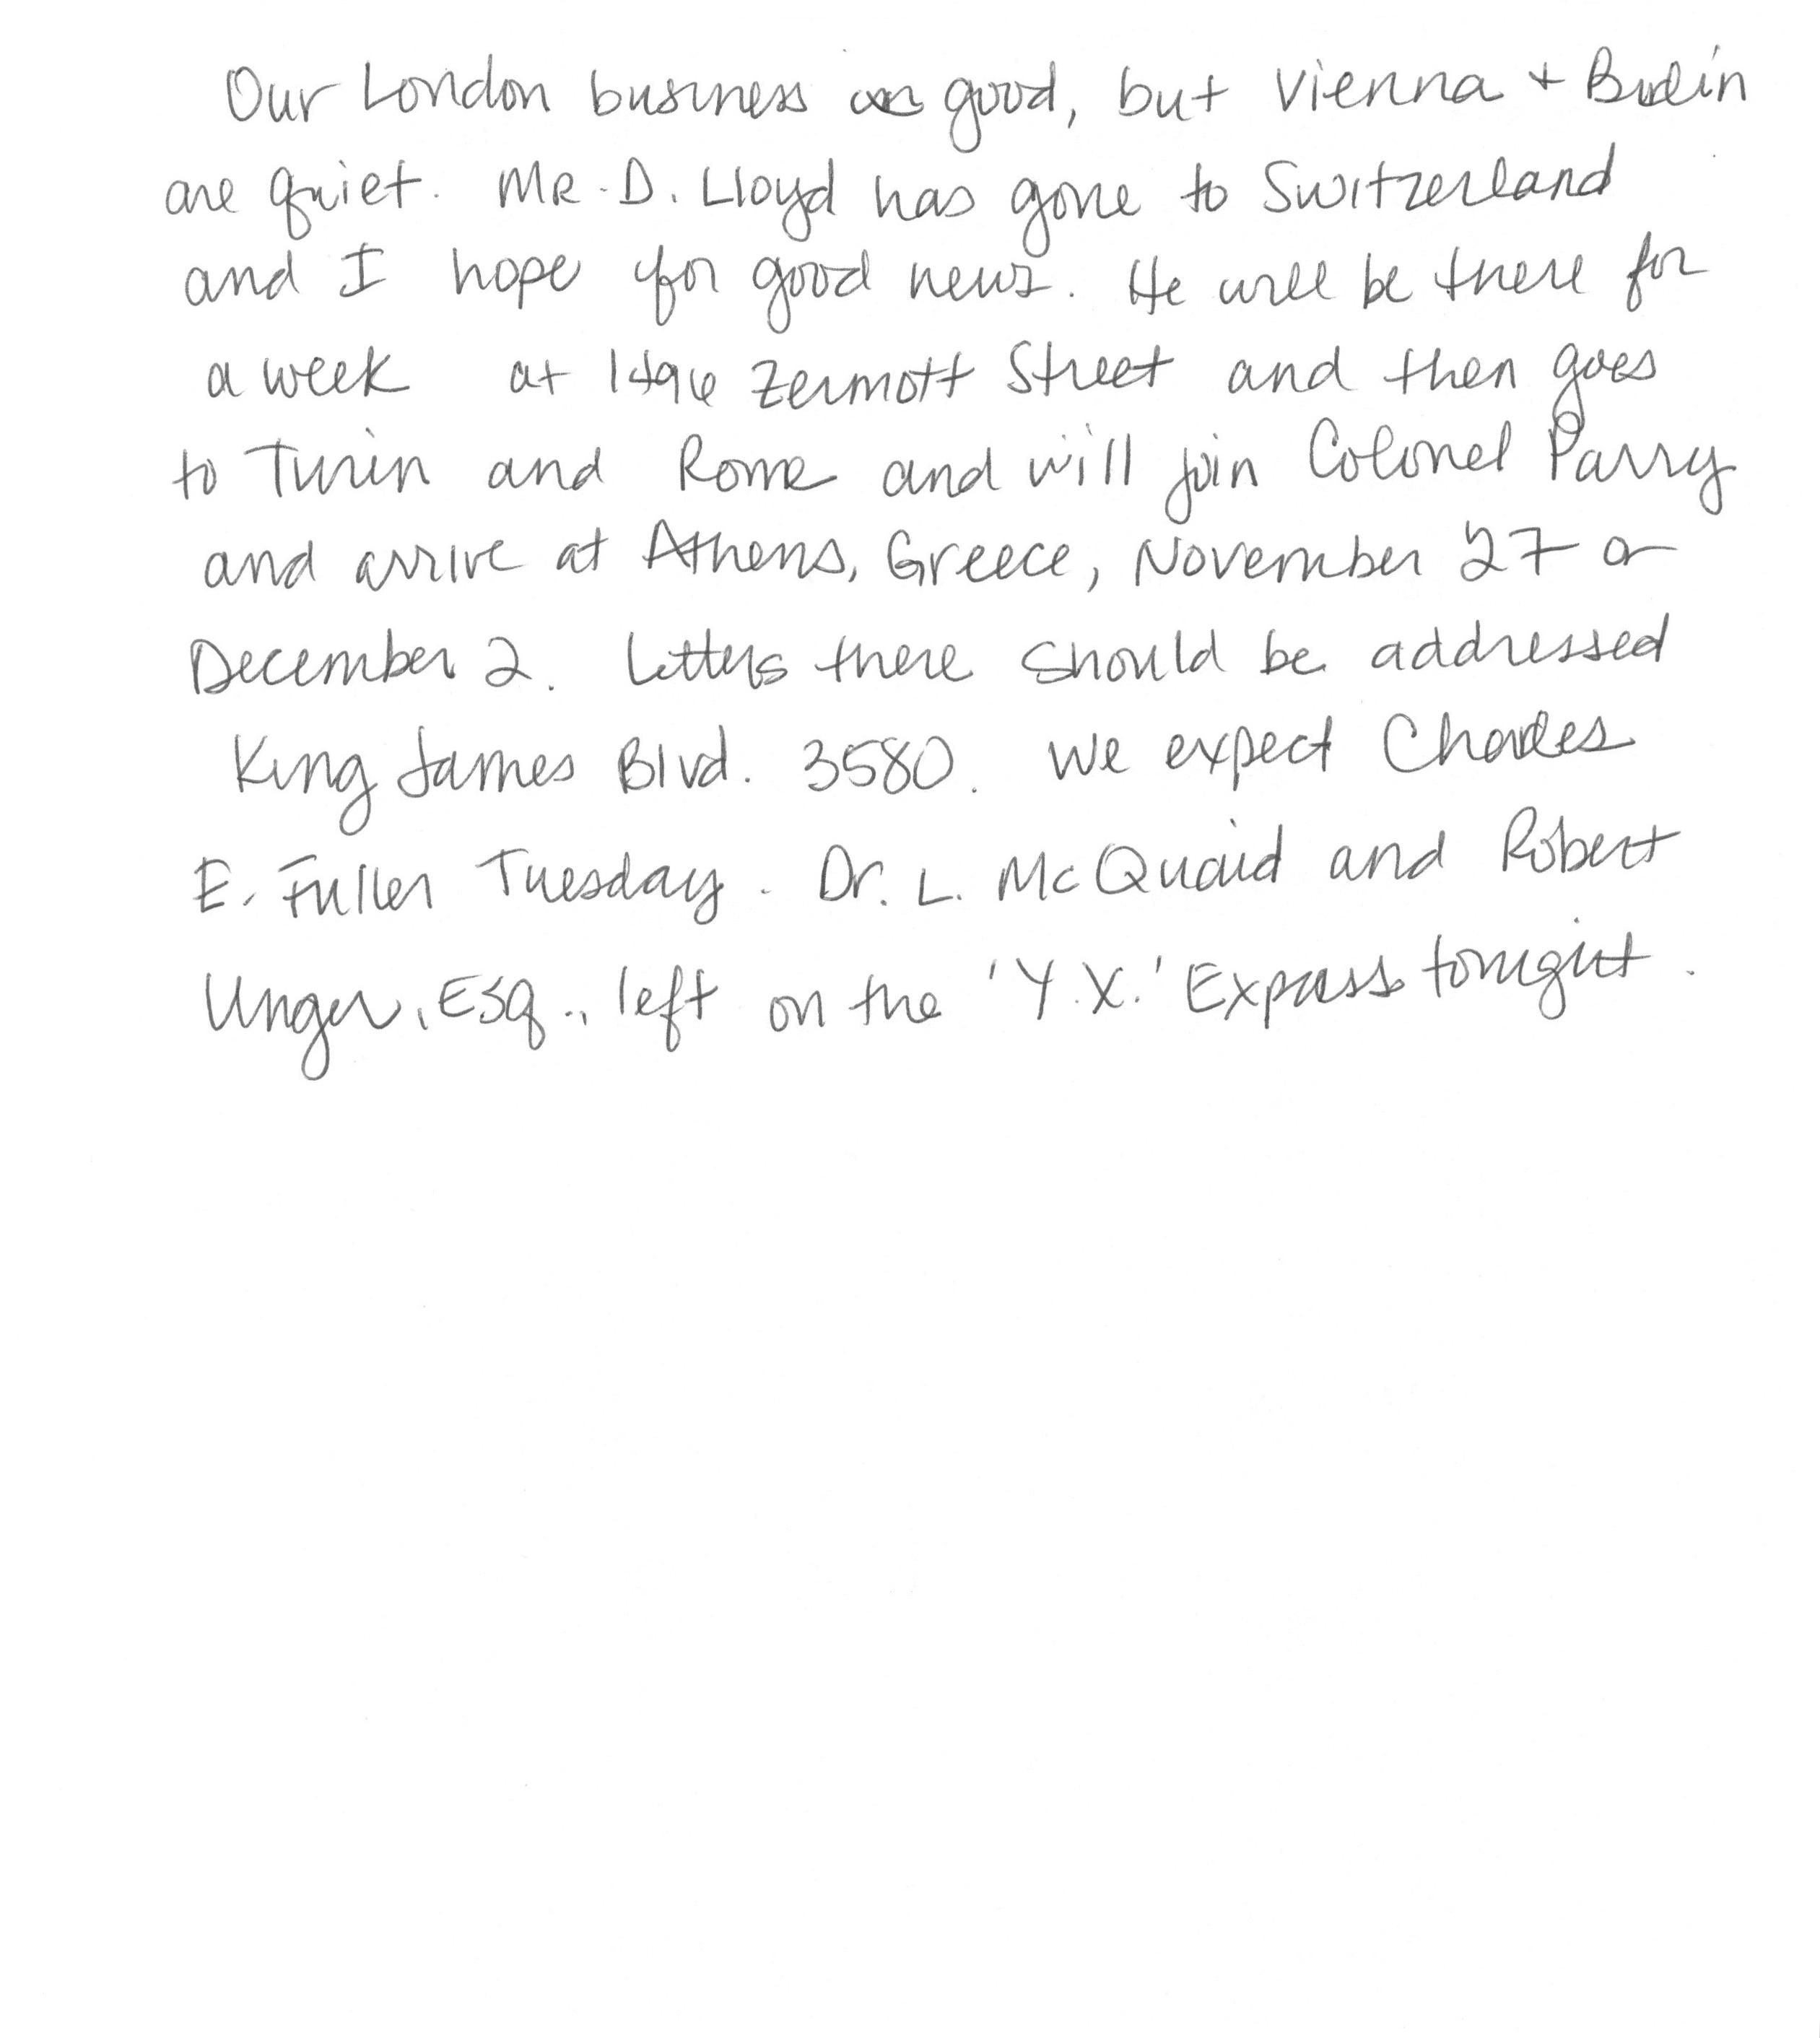 Our London business is good, but Vienna + Berlin
are quiet. Mr. D. Lloyd has gone to Switzerland
and I hope for good news. He will be there for
a week at 1496 Zermott Street and then goes
to Turin and Rome and will join Colonel Parry
and arrive at Athens, Greece, November 27 or
December 2. Letters there should be addressed
King James Blvd. 3580. We expect Charles
E. Fuller Tuesday. Dr. L. McQuaid and Robert
Unger, Esq., left on the 'Y.X.' Express tonight.